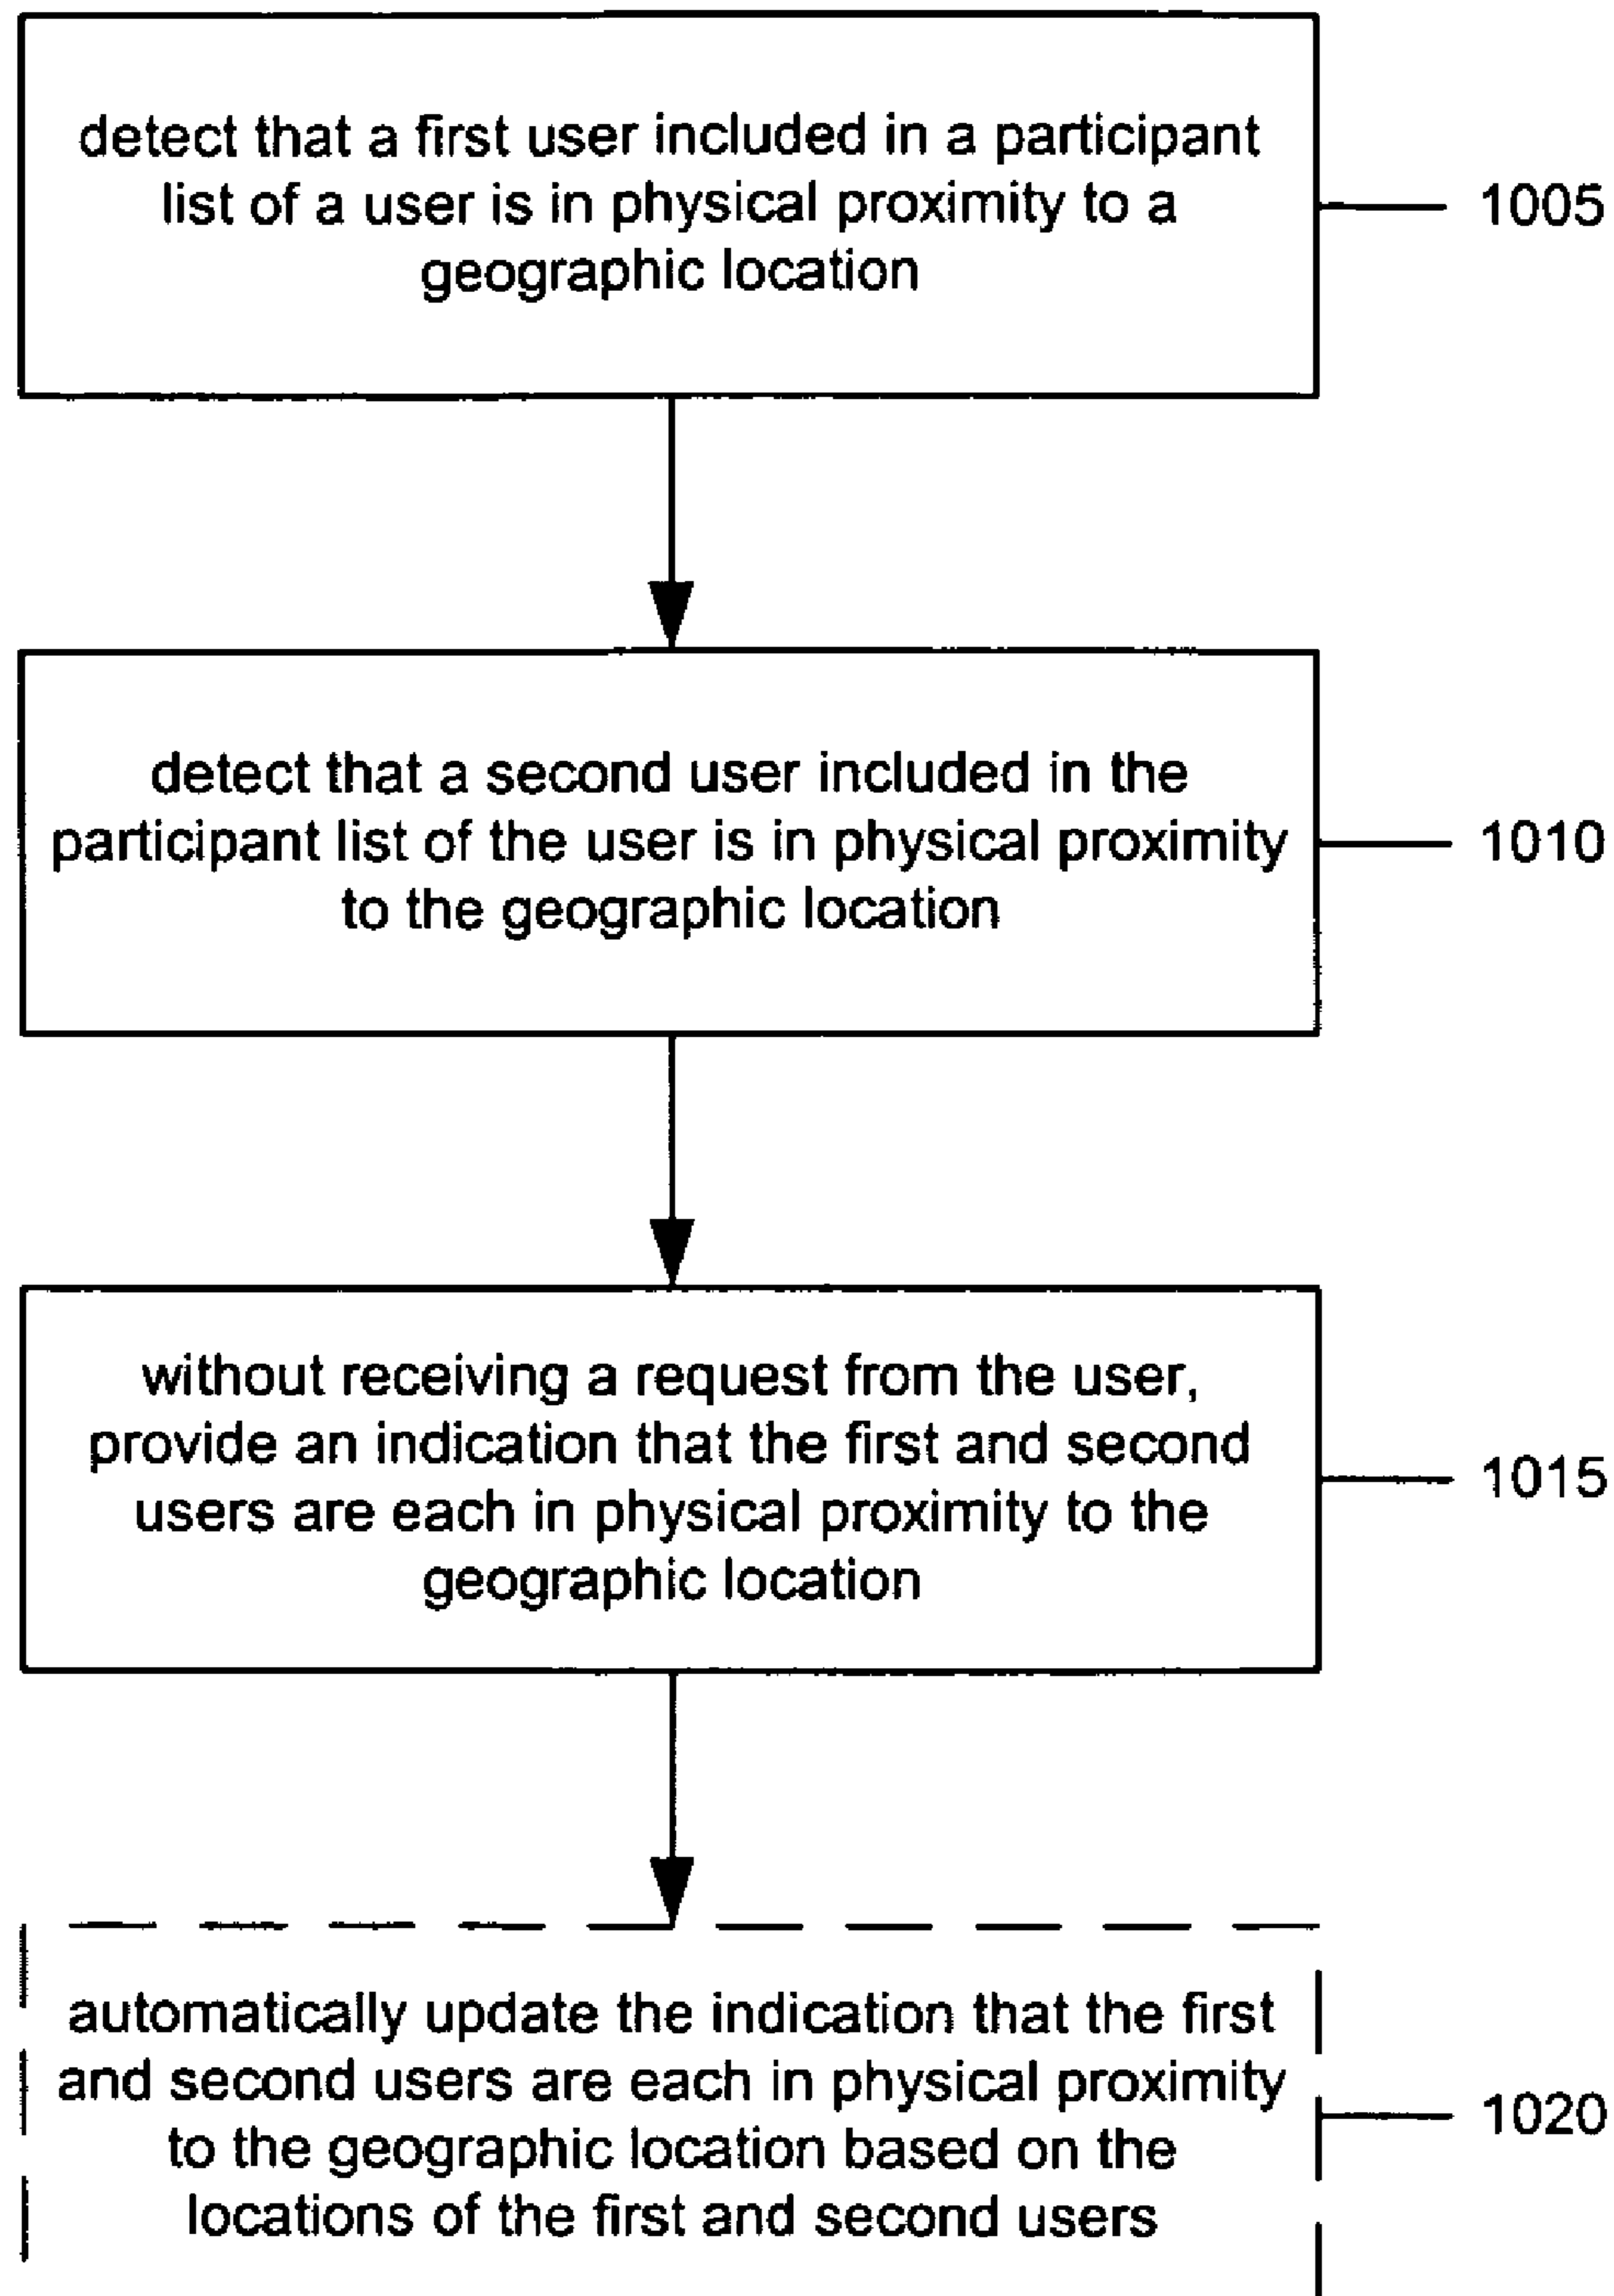 detect that a first user included in a participant
list of a user is in physical proximity to a
geographic location
1005
detect that a second user included in the
participant list of the user is in physical proximity
to the geographic location
1010
without receiving a request from the user,
provide an indication that the first and second
users are each in physical proximity to the
geographic location
1015
automatically update the indication that the first
and second users are each in physical proximity
to the geographic location based on the
locations of the first and second users
1020